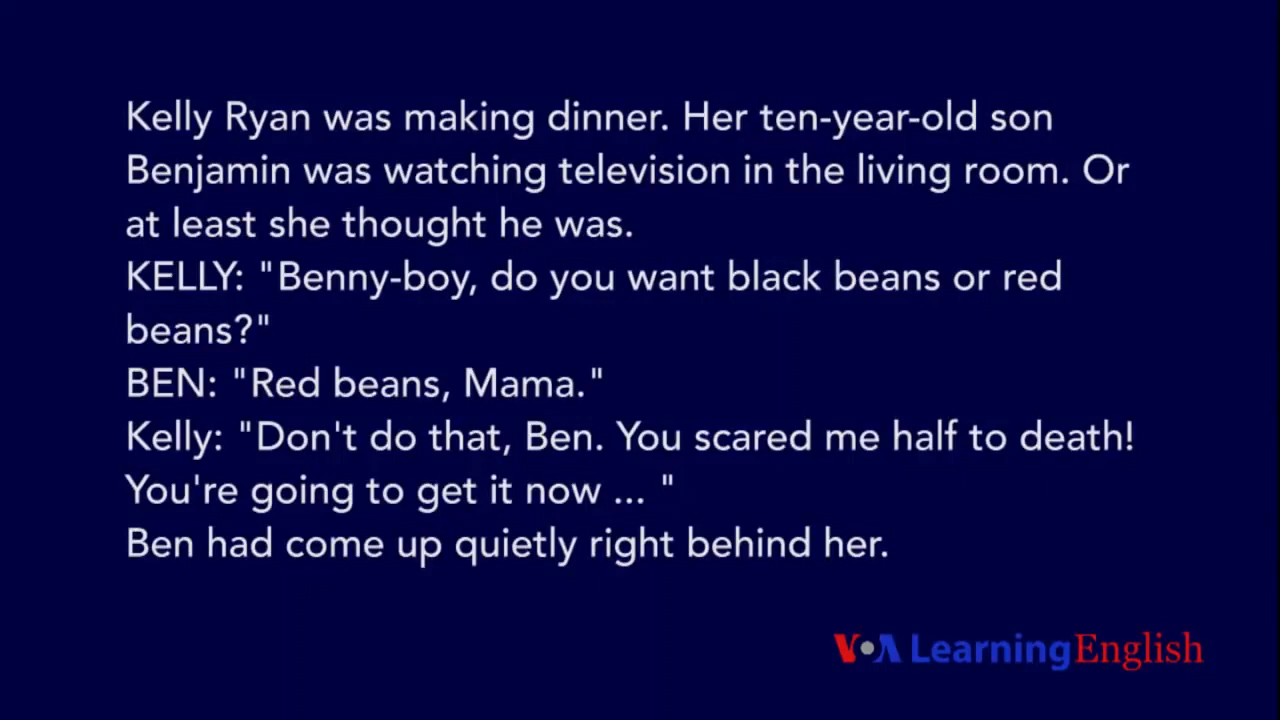 Kelly Ryan was making dinner. Her ten-year-old son
Benjamin was watching television in the living room. Or
at least she thought he was.
KELLY: "Benny-boy, do you want black beans or red
beans?"
BEN: "Red beans, Mama."
Kelly: "Don't do that, Ben. You scared me half to death!
You're going to get it now ... "
Ben had come up quietly right behind her.
VOA Learning English